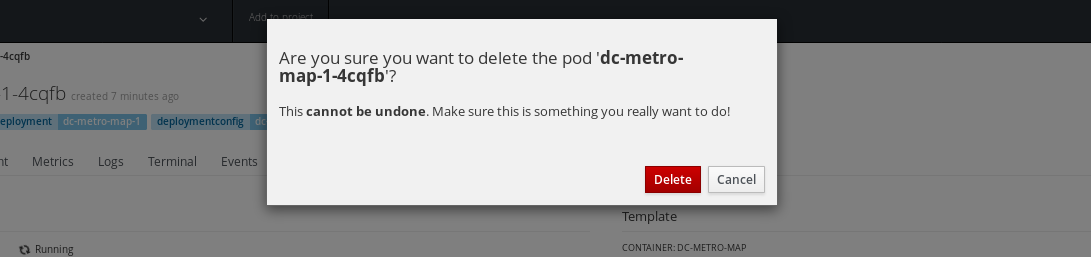 Add to project
-4cqfb
Are you sure you want to delete the pod 'dc-metro-
map-1-4cqfb'?
1-4cqfb created 7 minutes ago
This cannot be undone. Make sure this is something you really want to do!
eployment dc-metro-map-1 deploymentconfig dc
nt Metrics Logs Terminal Events
Delete Cancel
Template
Running
CONTAINER: DC-METRO-MAP